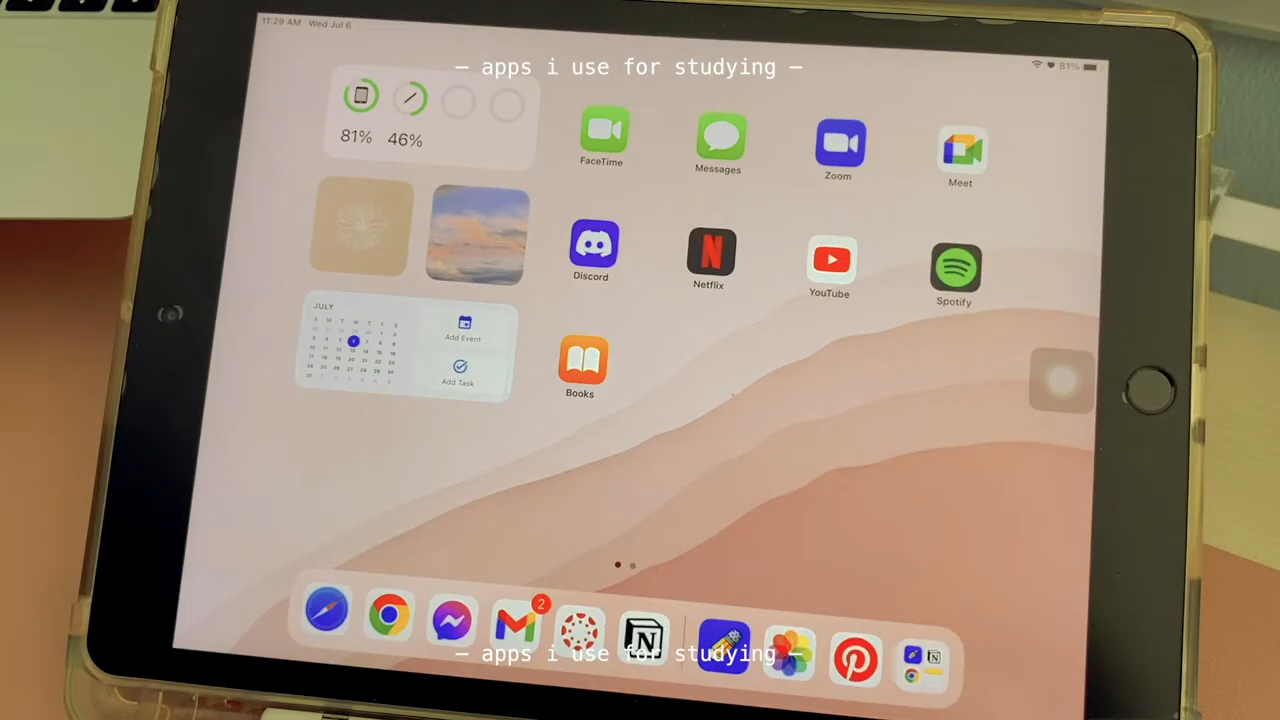 11:29 AM Wed Jul 6
— apps i use for studying —
81%
81% 46%
FaceTime
Messages
Zoom
Meet
Discord
Netflix
YouTube
Spotify
JULY
Add Event
Add Task
Books
2
— apps i use for studying —